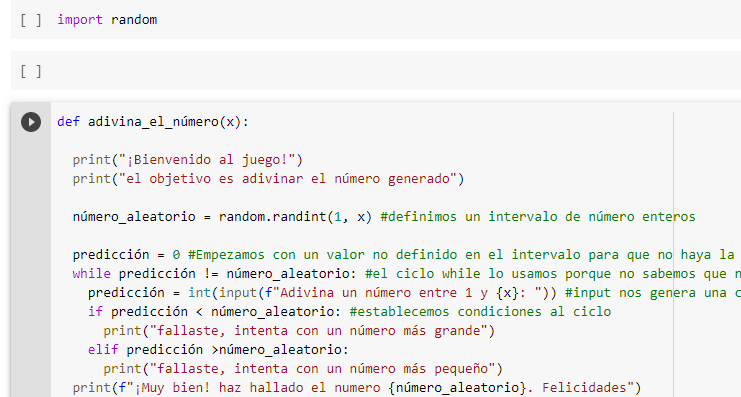 [ ] import random
[ ]
def adivina_el_número(x):
print("¡Bienvenido al juego!")
print("el objetivo es adivinar el número generado")
número_aleatorio = random.randint(1, x) #definimos un intervalo de número enteros
predicción = 0 #Empezamos con un valor no definido en el intervalo para que no haya la
while predicción != número_aleatorio: #el ciclo while lo usamos porque no sabemos que n
predicción = int(input(f"Adivina un número entre 1 y {x}: ")) #input nos genera una c
if predicción < número_aleatorio: #establecemos condiciones al ciclo
print("fallaste, intenta con un número más grande")
elif predicción >número_aleatorio:
print("fallaste, intenta con un número más pequeño")
print(f"¡Muy bien! haz hallado el numero {número_aleatorio}. Felicidades")